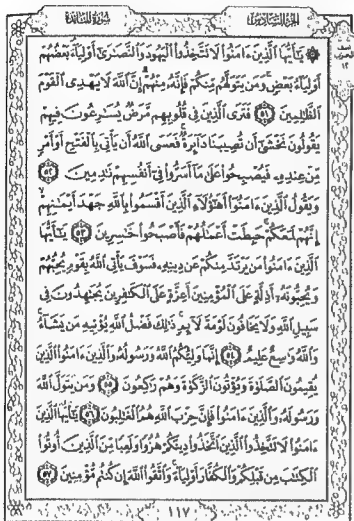 الجزء السادس
سورة المائدة
۞ يَٰٓأَيُّهَا ٱلَّذِينَ ءَامَنُوا۟ لَا تَتَّخِذُوا۟ ٱلْيَهُودَ وَٱلنَّصَٰرَىٰٓ أَوْلِيَآءَ بَعْضُهُمْ
أَوْلِيَآءُ بَعْضٍ وَمَن يَتَوَلَّهُم مِّنكُمْ فَإِنَّهُۥ مِنْهُمْ إِنَّ ٱللَّهَ لَا يَهْدِى ٱلْقَوْمَ
ٱلظَّٰلِمِينَ ٥١ فَتَرَى ٱلَّذِينَ فِى قُلُوبِهِم مَّرَضٌ يُسَٰرِعُونَ فِيهِمْ
يَقُولُونَ نَخْشَىٰٓ أَن تُصِيبَنَا دَآئِرَةٌ فَعَسَى ٱللَّهُ أَن يَأْتِىَ بِٱلْفَتْحِ أَوْ أَمْرٍ
مِّنْ عِندِهِۦ فَيُصْبِحُوا۟ عَلَىٰ مَآ أَسَرُّوا۟ فِىٓ أَنفُسِهِمْ نَٰدِمِينَ ٥٢
وَيَقُولُ ٱلَّذِينَ ءَامَنُوٓا۟ أَهَٰٓؤُلَآءِ ٱلَّذِينَ أَقْسَمُوا۟ بِٱللَّهِ جَهْدَ أَيْمَٰنِهِمْ
إِنَّهُمْ لَمَعَكُمْ حَبِطَتْ أَعْمَٰلُهُمْ فَأَصْبَحُوا۟ خَٰسِرِينَ ٥٣ يَٰٓأَيُّهَا
ٱلَّذِينَ ءَامَنُوا۟ مَن يَرْتَدَّ مِنكُمْ عَن دِينِهِۦ فَسَوْفَ يَأْتِى ٱللَّهُ بِقَوْمٍ يُحِبُّهُمْ
وَيُحِبُّونَهُۥٓ أَذِلَّةٍ عَلَى ٱلْمُؤْمِنِينَ أَعِزَّةٍ عَلَى ٱلْكَٰفِرِينَ يُجَٰهِدُونَ فِى
سَبِيلِ ٱللَّهِ وَلَا يَخَافُونَ لَوْمَةَ لَآئِمٍ ذَٰلِكَ فَضْلُ ٱللَّهِ يُؤْتِيهِ مَن يَشَآءُ
وَٱللَّهُ وَٰسِعٌ عَلِيمٌ ٥٤ إِنَّمَا وَلِيُّكُمُ ٱللَّهُ وَرَسُولُهُۥ وَٱلَّذِينَ ءَامَنُوا۟ ٱلَّذِينَ
يُقِيمُونَ ٱلصَّلَوٰةَ وَيُؤْتُونَ ٱلزَّكَوٰةَ وَهُمْ رَٰكِعُونَ ٥٥ وَمَن يَتَوَلَّ ٱللَّهَ
وَرَسُولَهُۥ وَٱلَّذِينَ ءَامَنُوا۟ فَإِنَّ حِزْبَ ٱللَّهِ هُمُ ٱلْغَٰلِبُونَ ٥٦ يَٰٓأَيُّهَا ٱلَّذِينَ
ءَامَنُوا۟ لَا تَتَّخِذُوا۟ ٱلَّذِينَ ٱتَّخَذُوا۟ دِينَكُمْ هُزُوًا وَلَعِبًا مِّنَ ٱلَّذِينَ أُوتُوا۟
ٱلْكِتَٰبَ مِن قَبْلِكُمْ وَٱلْكُفَّارَ أَوْلِيَآءَ وَٱتَّقُوا۟ ٱللَّهَ إِن كُنتُم مُّؤْمِنِينَ ٥٧
١١٧